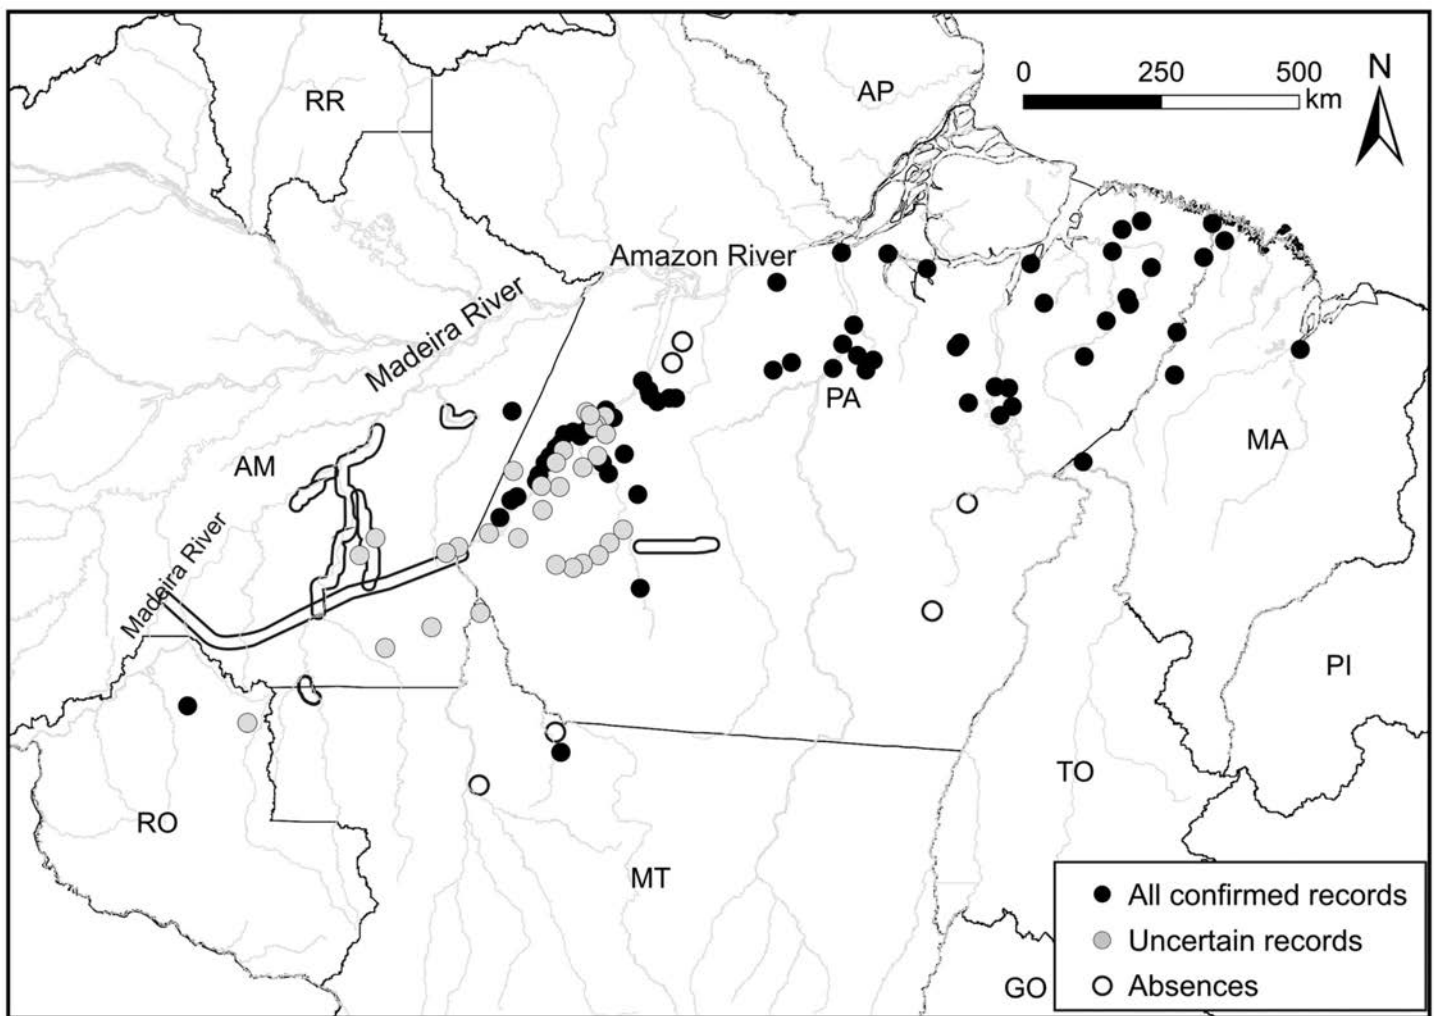 0 250 500
km
N
RR
AP
Amazon River
Madeira River
PA
MA
AM
Madeira River
PI
TO
RO
MT
GO
All confirmed records
Uncertain records
Absences